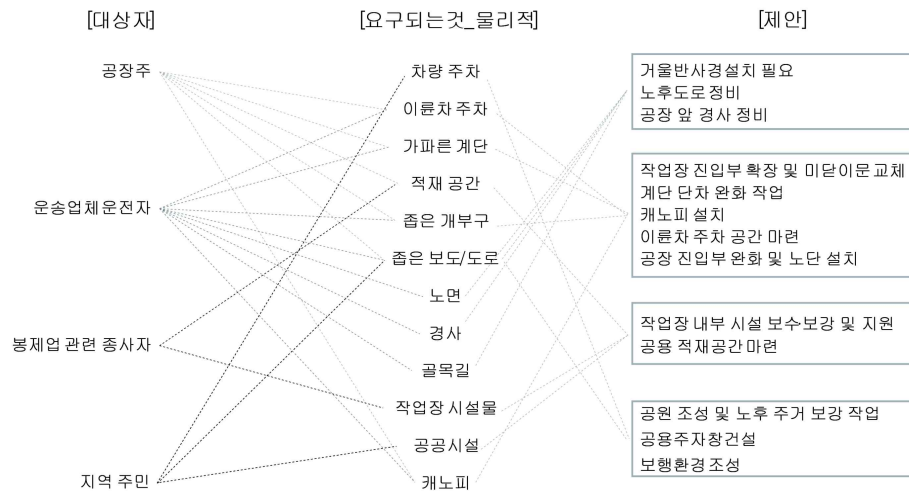 [대상자]
[요구되는것_물리적]
[제안]
공장주
운송업체운전자
봉제업 관련 종사자
지역 주민
차량 주차
이륜차 주차
가파른 계단
적재 공간
좁은 개부구
좁은 보도/도로
노면
경사
골목길
작업장 시설물
공공시설
캐노피
거울반사경설치 필요
노후도로정비
공장 앞 경사 정비
작업장 진입부 확장 및 미닫이문교체
계단 단차 완화 작업
캐노피 설치
이륜차 주차 공간 마련
공장 진입부 완화 및 노단 설치
작업장 내부 시설 보수·보강 및 지원
공용 적재공간마련
공원 조성 및 노후 주거 보강 작업
공용주자창건설
보행환경조성